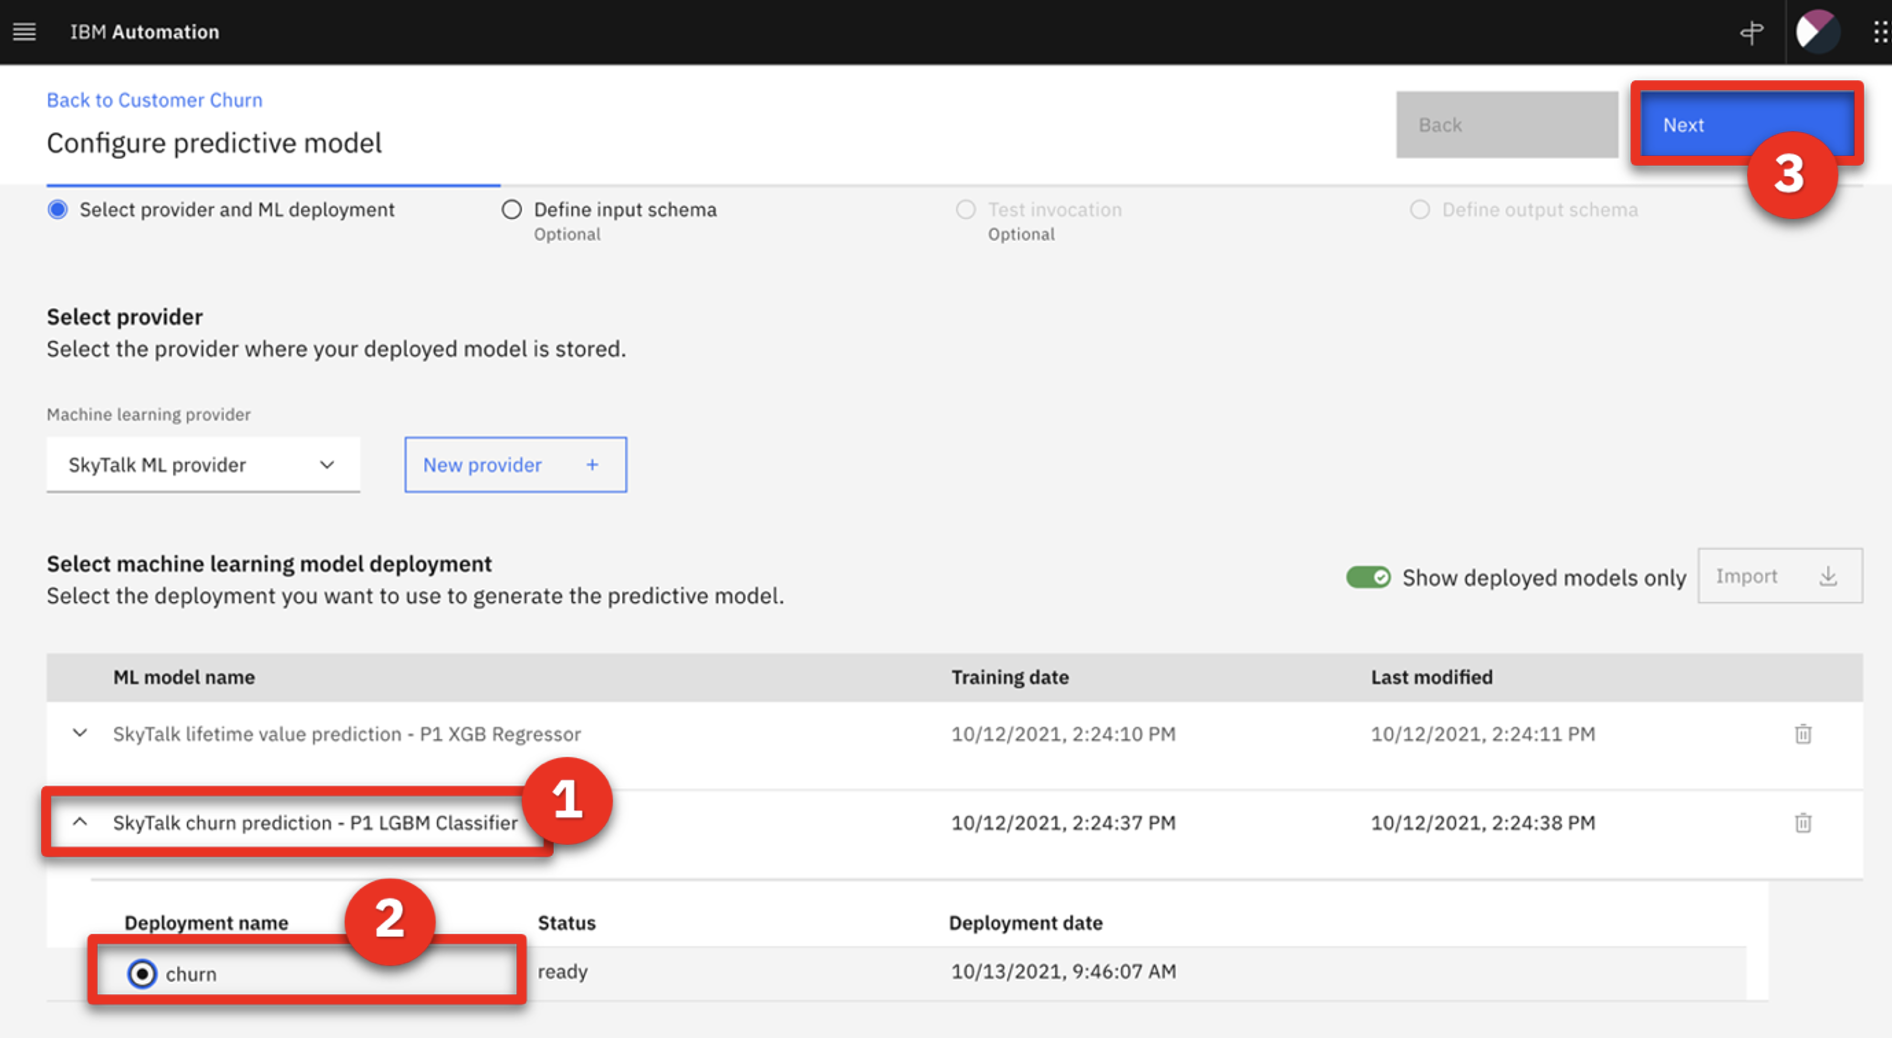 IBM Automation
Back to Customer Churn
Configure predictive model
Back
Next
3
Select provider and ML deployment
Define input schema
Optional
Test invocation
Optional
Define output schema
Select provider
Select the provider where your deployed model is stored.
Machine learning provider
SkyTalk ML provider
New provider +
Select machine learning model deployment
Select the deployment you want to use to generate the predictive model.
Show deployed models only
Import
ML model name Training date Last modified
SkyTalk lifetime value prediction - P1 XGB Regressor 10/12/2021, 2:24:10 PM 10/12/2021, 2:24:11 PM
1
SkyTalk churn prediction - P1 LGBM Classifier 10/12/2021, 2:24:37 PM 10/12/2021, 2:24:38 PM
2
Deployment name Status Deployment date
churn ready 10/13/2021, 9:46:07 AM